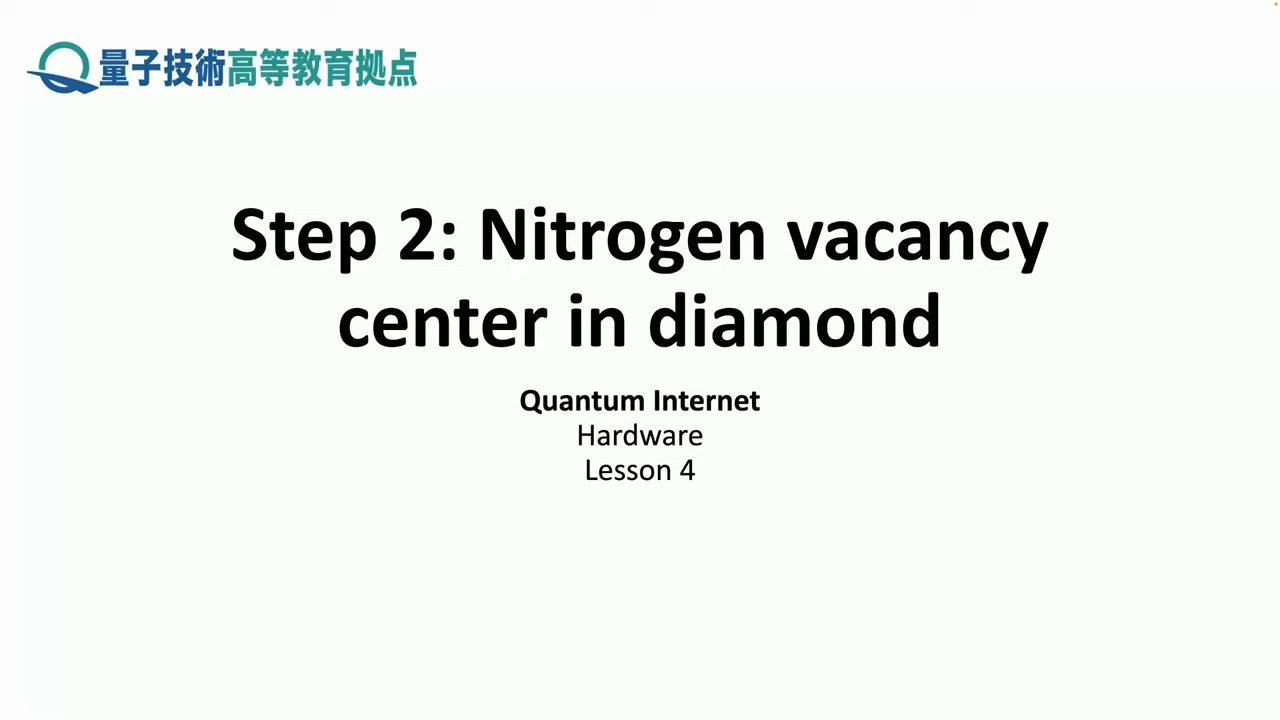 量子技術高等教育拠点
Step 2: Nitrogen vacancy
center in diamond
Quantum Internet
Hardware
Lesson 4